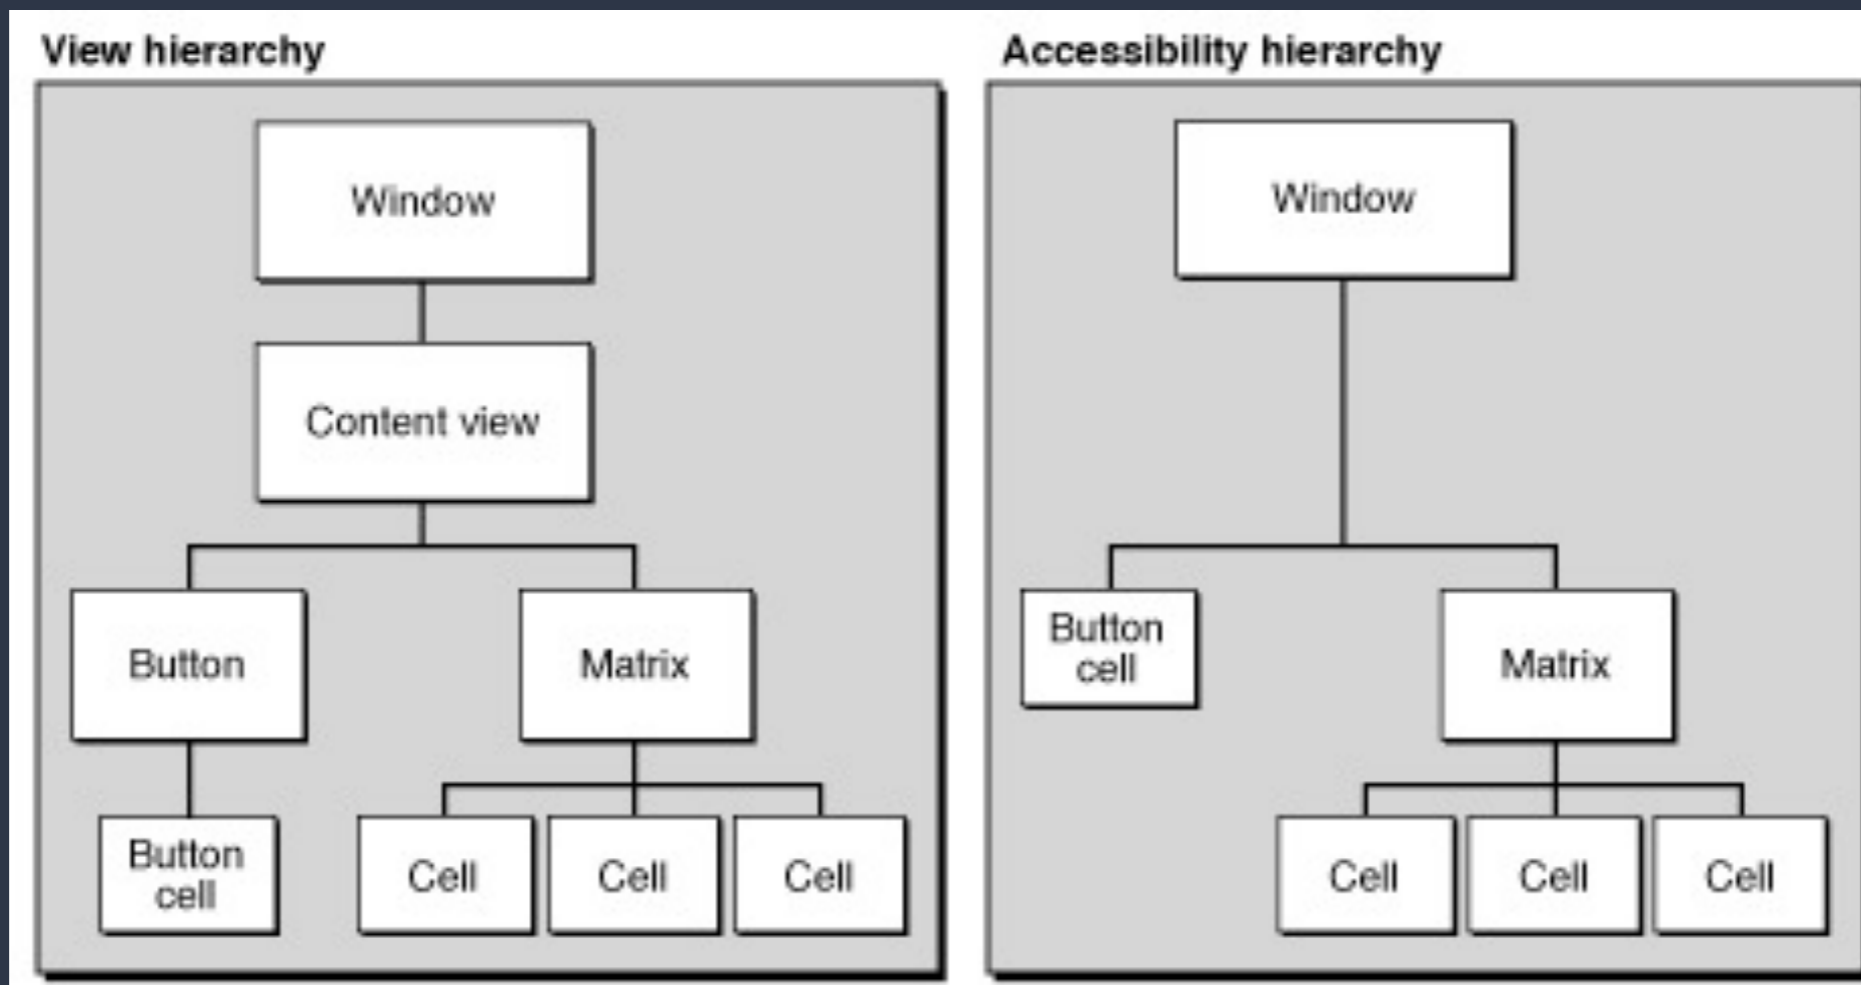 View hierarchy
Window
Content view
Button
Matrix
Button
cell
Cell
Cell
Cell
Accessibility hierarchy
Window
Button
cell
Matrix
Cell
Cell
Cell